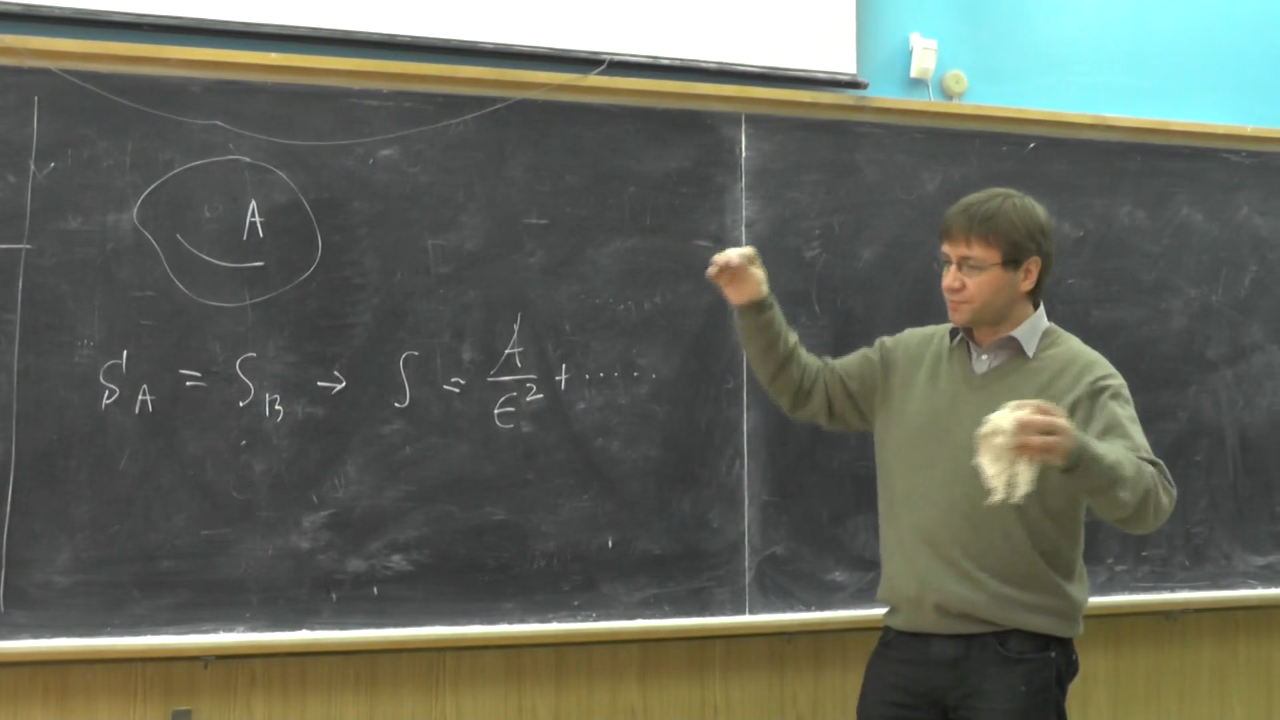 A
S_A = S_B → S = A/ε² + .....